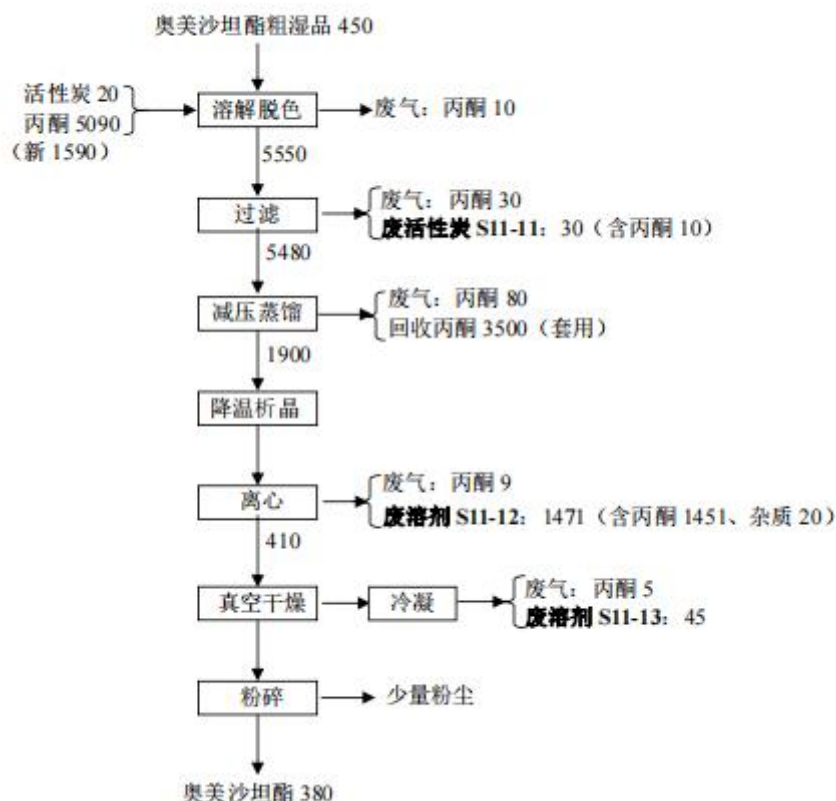 奥美沙坦酯粗湿品 450
活性炭 20
丙酮 5090
（新 1590）
溶解脱色
废气：丙酮 10
5550
过滤
废气：丙酮 30
废活性炭 S11-11：30（含丙酮 10）
5480
减压蒸馏
废气：丙酮 80
回收丙酮 3500（套用）
1900
降温析晶
离心
废气：丙酮 9
废溶剂 S11-12：1471（含丙酮 1451、杂质 20）
410
真空干燥
冷凝
废气：丙酮 5
废溶剂 S11-13：45
粉碎
少量粉尘
奥美沙坦酯 380